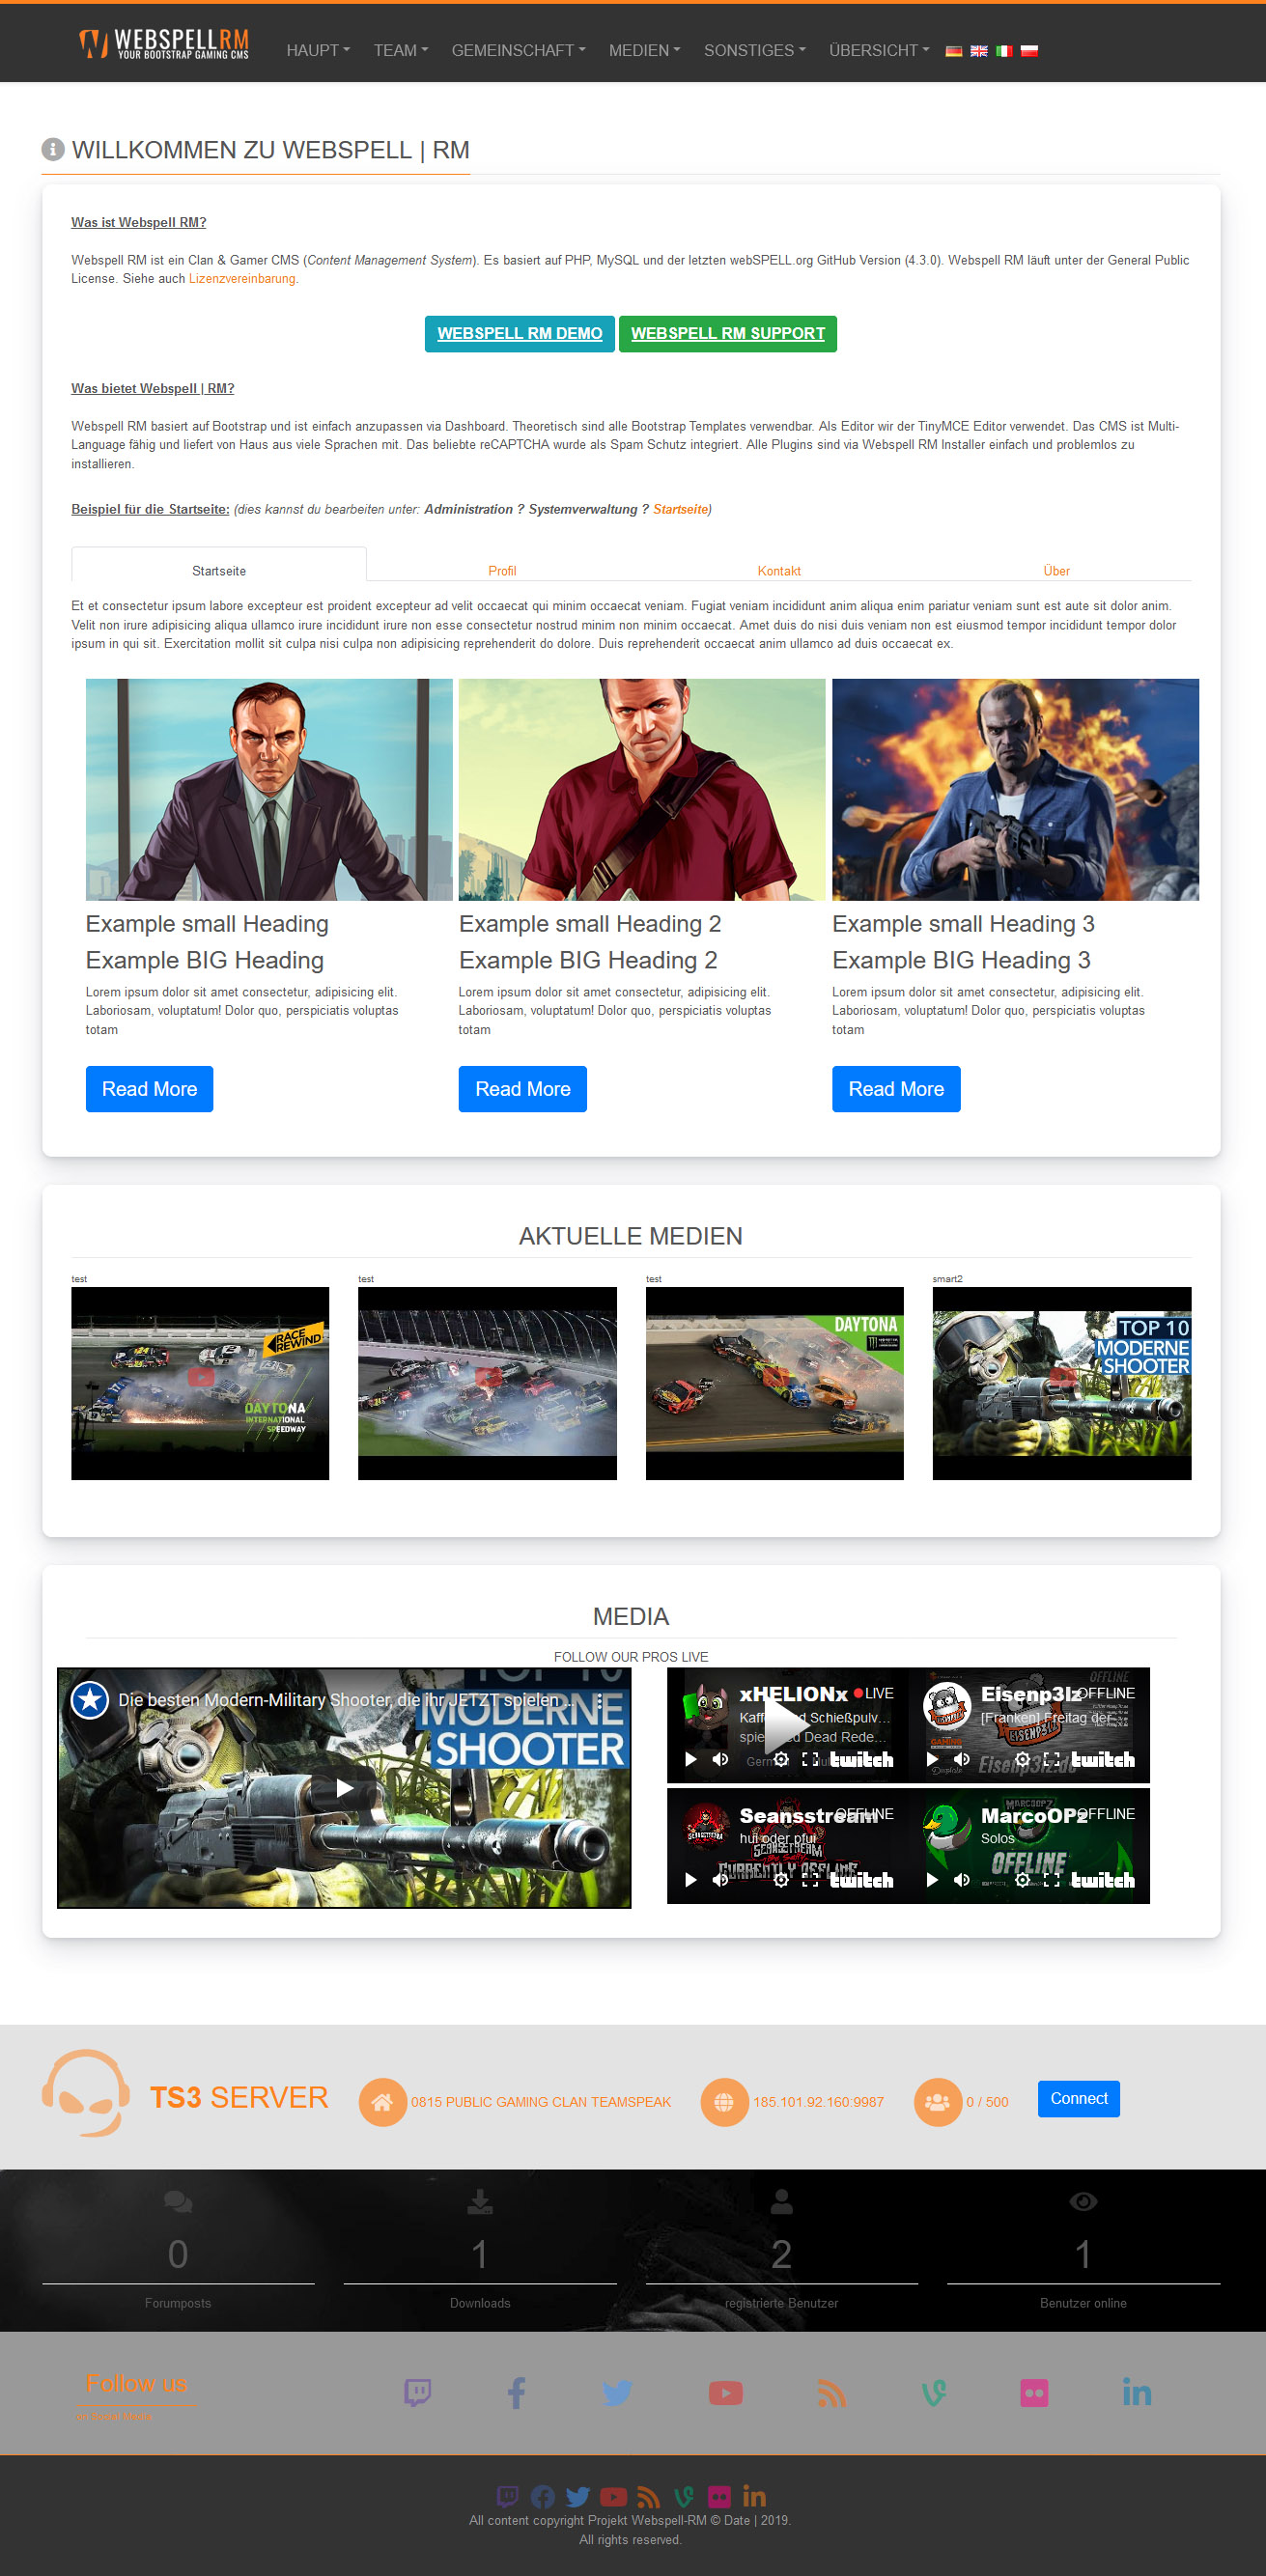 WEBSPELLRM
YOUR BOOTSTRAP GAMING CMS
HAUPT TEAM GEMEINSCHAFT MEDIEN SONSTIGES ÜBERSICHT
WILLKOMMEN ZU WEBSPELL | RM
Was ist Webspell RM?
Webspell RM ist ein Clan & Gamer CMS (Content Management System). Es basiert auf PHP, MySQL und der letzten webSPELL.org GitHub Version (4.3.0). Webspell RM läuft unter der General Public
License. Siehe auch Lizenzvereinbarung.
WEBSPELL RM DEMO WEBSPELL RM SUPPORT
Was bietet Webspell | RM?
Webspell RM basiert auf Bootstrap und ist einfach anzupassen via Dashboard. Theoretisch sind alle Bootstrap Templates verwendbar. Als Editor wir der TinyMCE Editor verwendet. Das CMS ist Multi-
Language fähig und liefert von Haus aus viele Sprachen mit. Das beliebte reCAPTCHA wurde als Spam Schutz integriert. Alle Plugins sind via Webspell RM Installer einfach und problemlos zu
installieren.
Beispiel für die Startseite: (dies kannst du bearbeiten unter: Administration ? Systemverwaltung ? Startseite)
Startseite Profil Kontakt Über
Et et consectetur ipsum labore excepteur est proident excepteur ad velit occaecat qui minim occaecat veniam. Fugiat veniam incididunt anim aliqua enim pariatur veniam sunt est aute sit dolor anim.
Velit non irure adipisicing aliqua ullamco irure incididunt irure non esse consectetur nostrud minim non minim occaecat. Amet duis do nisi duis veniam non est eiusmod tempor incididunt tempor dolor
ipsum in qui sit. Exercitation mollit sit culpa nisi culpa non adipisicing reprehenderit do dolore. Duis reprehenderit occaecat anim ullamco ad duis occaecat ex.
Example small Heading
Example BIG Heading
Lorem ipsum dolor sit amet consectetur, adipisicing elit.
Laboriosam, voluptatum! Dolor quo, perspiciatis voluptas
totam
Read More
Example small Heading 2
Example BIG Heading 2
Lorem ipsum dolor sit amet consectetur, adipisicing elit.
Laboriosam, voluptatum! Dolor quo, perspiciatis voluptas
totam
Read More
Example small Heading 3
Example BIG Heading 3
Lorem ipsum dolor sit amet consectetur, adipisicing elit.
Laboriosam, voluptatum! Dolor quo, perspiciatis voluptas
totam
Read More
AKTUELLE MEDIEN
test
RACE
REWIND
DAYTONA
INTERNATIONAL
SPEEDWAY
test
test
DAYTONA
smart2
TOP 10
MODERNE
SHOOTER
MEDIA
FOLLOW OUR PROS LIVE
Die besten Modern-Military Shooter, die ihr JETZT spielen ...
TOP 10
MODERNE
SHOOTER
xHELIONx LIVE
spielt Red Dead Rede...
twitch
OFFLINE
Eisenp3lz OFFLINE
[Franken] Freitag der
EISENP3LZ
Eisenp3lz.de
twitch
Seansstream OFFLINE
hui oder pfui
SEANSSTREAM
CURRENTLY OFFLINE
twitch
MARCOOPZ
MarcoOPz OFFLINE
Solos
OFFLINE
twitch
TS3 SERVER 0815 PUBLIC GAMING CLAN TEAMSPEAK 185.101.92.160:9987 0 / 500 Connect
0 1 2 1
Forumposts Downloads registrierte Benutzer Benutzer online
Follow us
on Social Media
All content copyright Projekt Webspell-RM © Date | 2019.
All rights reserved.